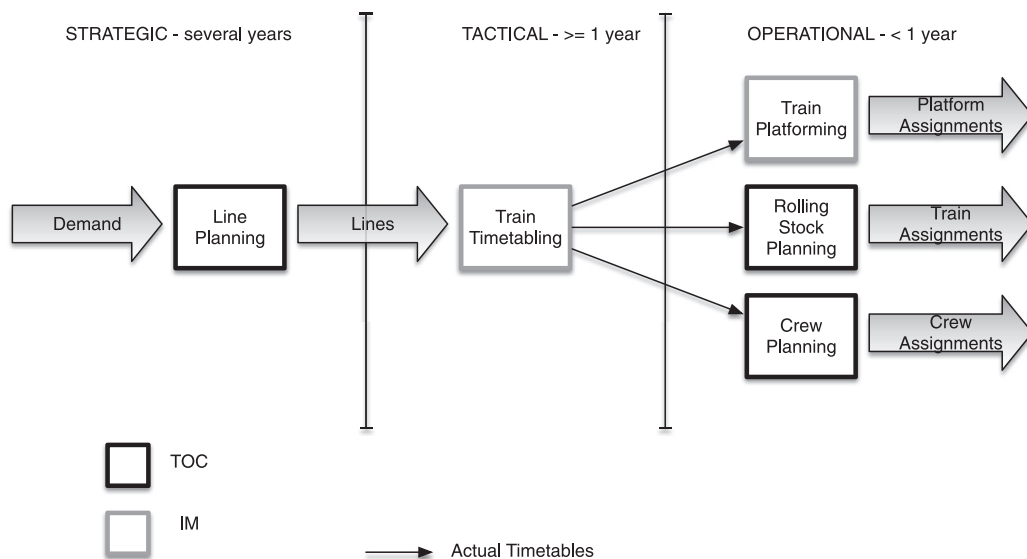 STRATEGIC - several years
TACTICAL - >= 1 year
OPERATIONAL - < 1 year
Demand
Line
Planning
Lines
Train
Timetabling
Train
Platforming
Platform
Assignments
Rolling
Stock
Planning
Train
Assignments
Crew
Planning
Crew
Assignments
TOC
IM
Actual Timetables